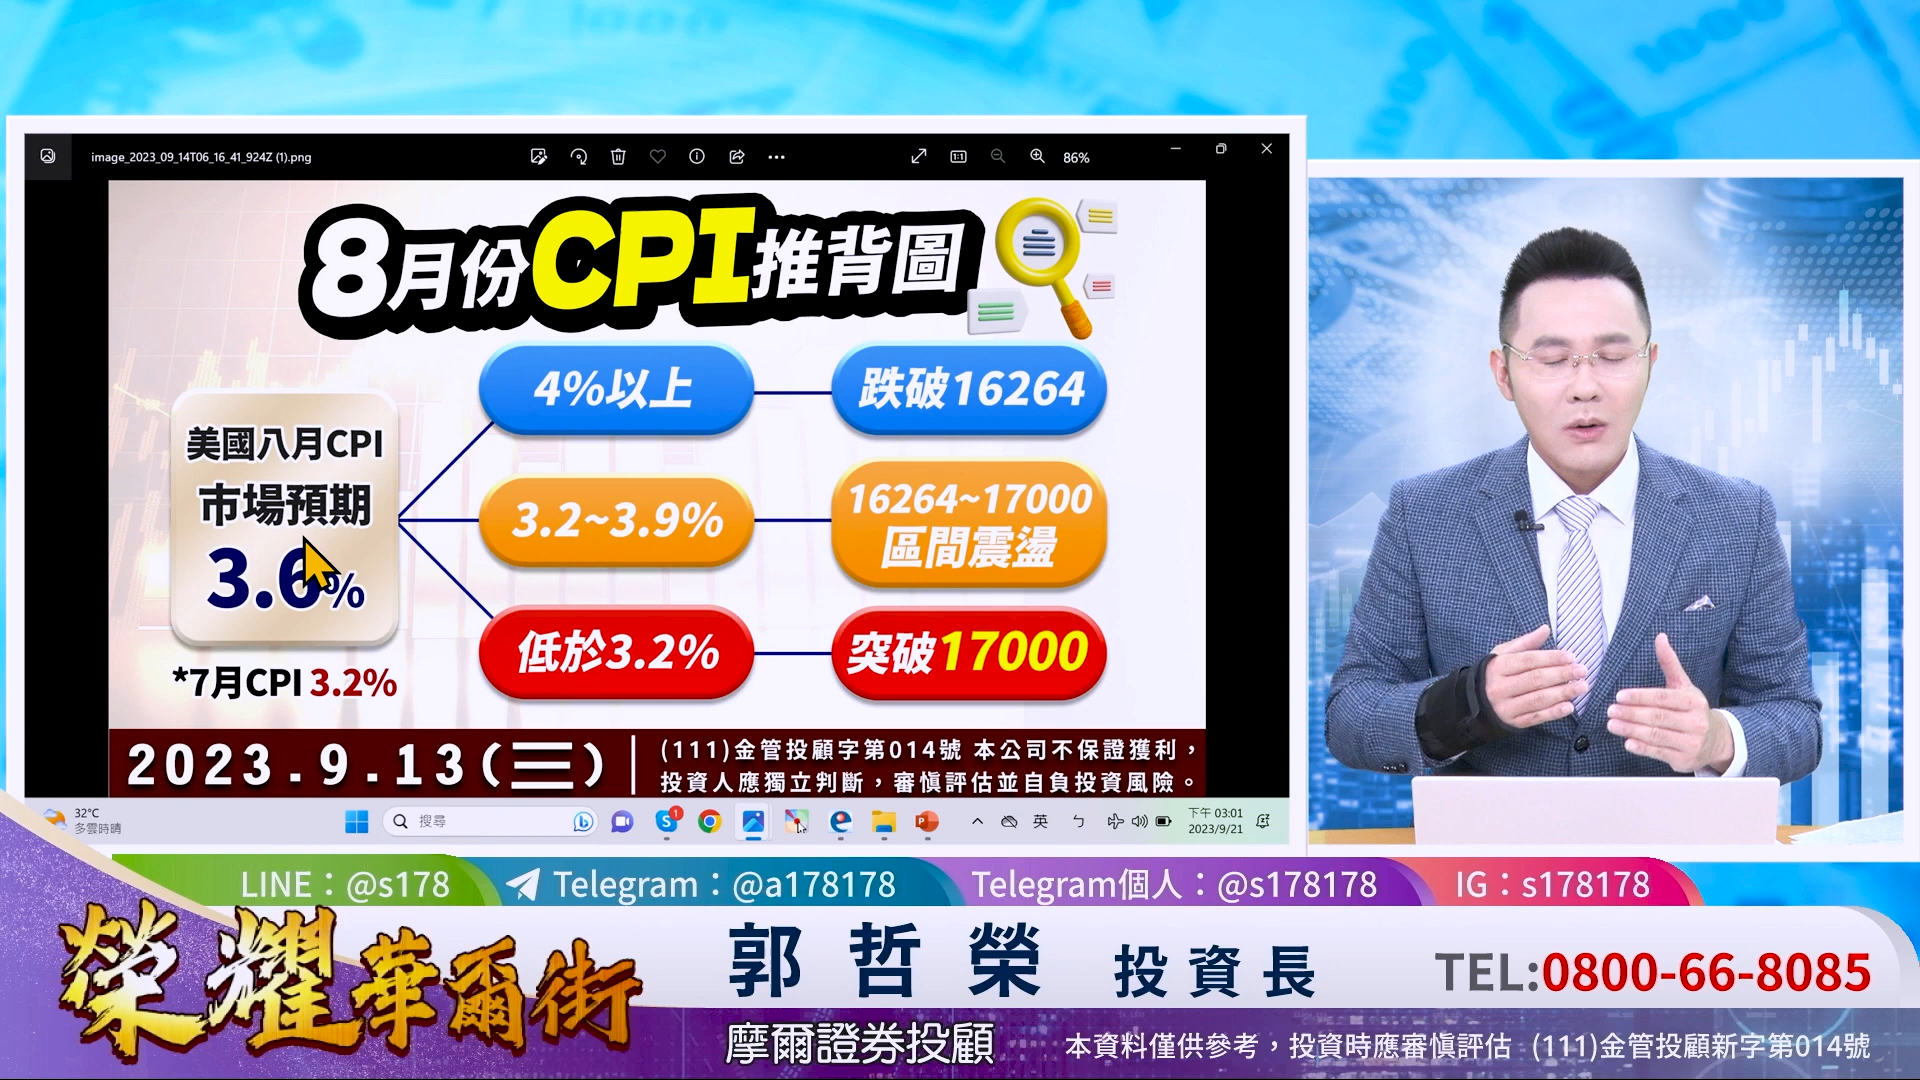 image_2023_09_14T06_16_41_924Z (1).png
86%
8月份CPI推背圖
美國八月CPI
市場預期
3.6%
*7月CPI 3.2%
4%以上
跌破16264
3.2~3.9%
16264~17000
區間震盪
低於3.2%
突破17000
2023.9.13(三)
(111)金管投顧字第014號 本公司不保證獲利，
投資人應獨立判斷，審慎評估並自負投資風險。
32°C
多雲時晴
搜尋
1
英
ㄅ
下午 03:01
2023/9/21
LINE：@s178
Telegram：@a178178
Telegram個人：@s178178
IG：s178178
榮耀華爾街
郭哲榮 投資長
TEL:0800-66-8085
摩爾證券投顧
本資料僅供參考，投資時應審慎評估 (111)金管投顧新字第014號